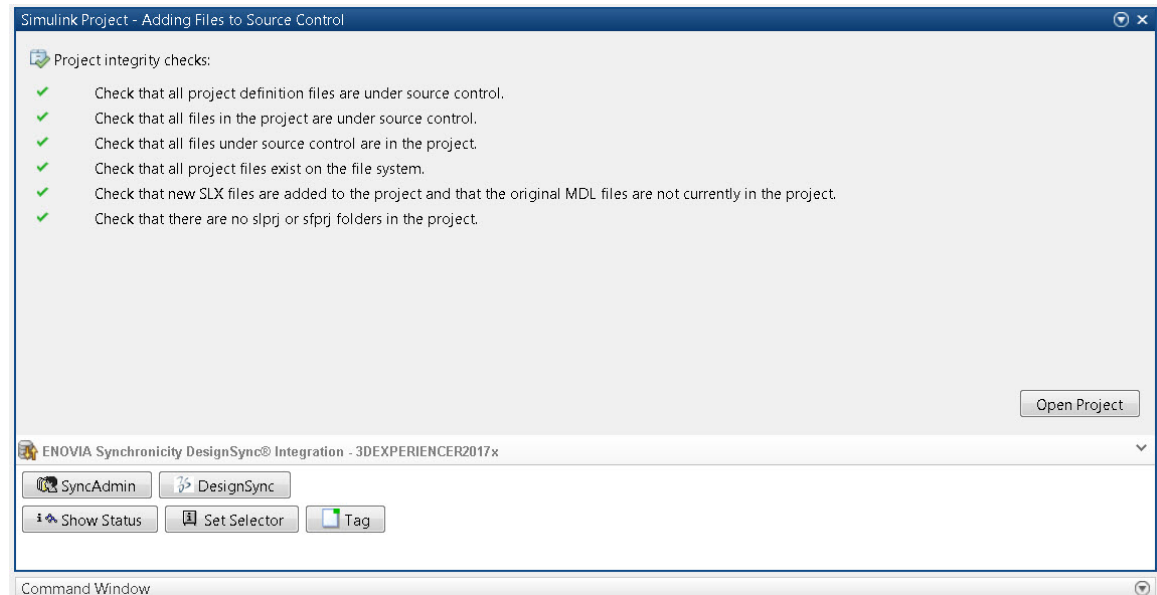 Simulink Project - Adding Files to Source Control
Project integrity checks:
Check that all project definition files are under source control.
Check that all files in the project are under source control.
Check that all files under source control are in the project.
Check that all project files exist on the file system.
Check that new SLX files are added to the project and that the original MDL files are not currently in the project.
Check that there are no slprj or sfprj folders in the project.
Open Project
ENOVIA Synchronicity DesignSync® Integration - 3DEXPERIENCER2017x
SyncAdmin DesignSync
Show Status Set Selector Tag
Command Window